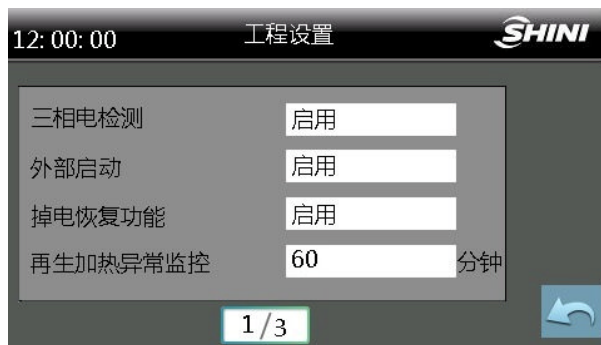 12: 00: 00 工程设置 SHINI
三相电检测 启用
外部启动 启用
掉电恢复功能 启用
再生加热异常监控 60 分钟
1/3